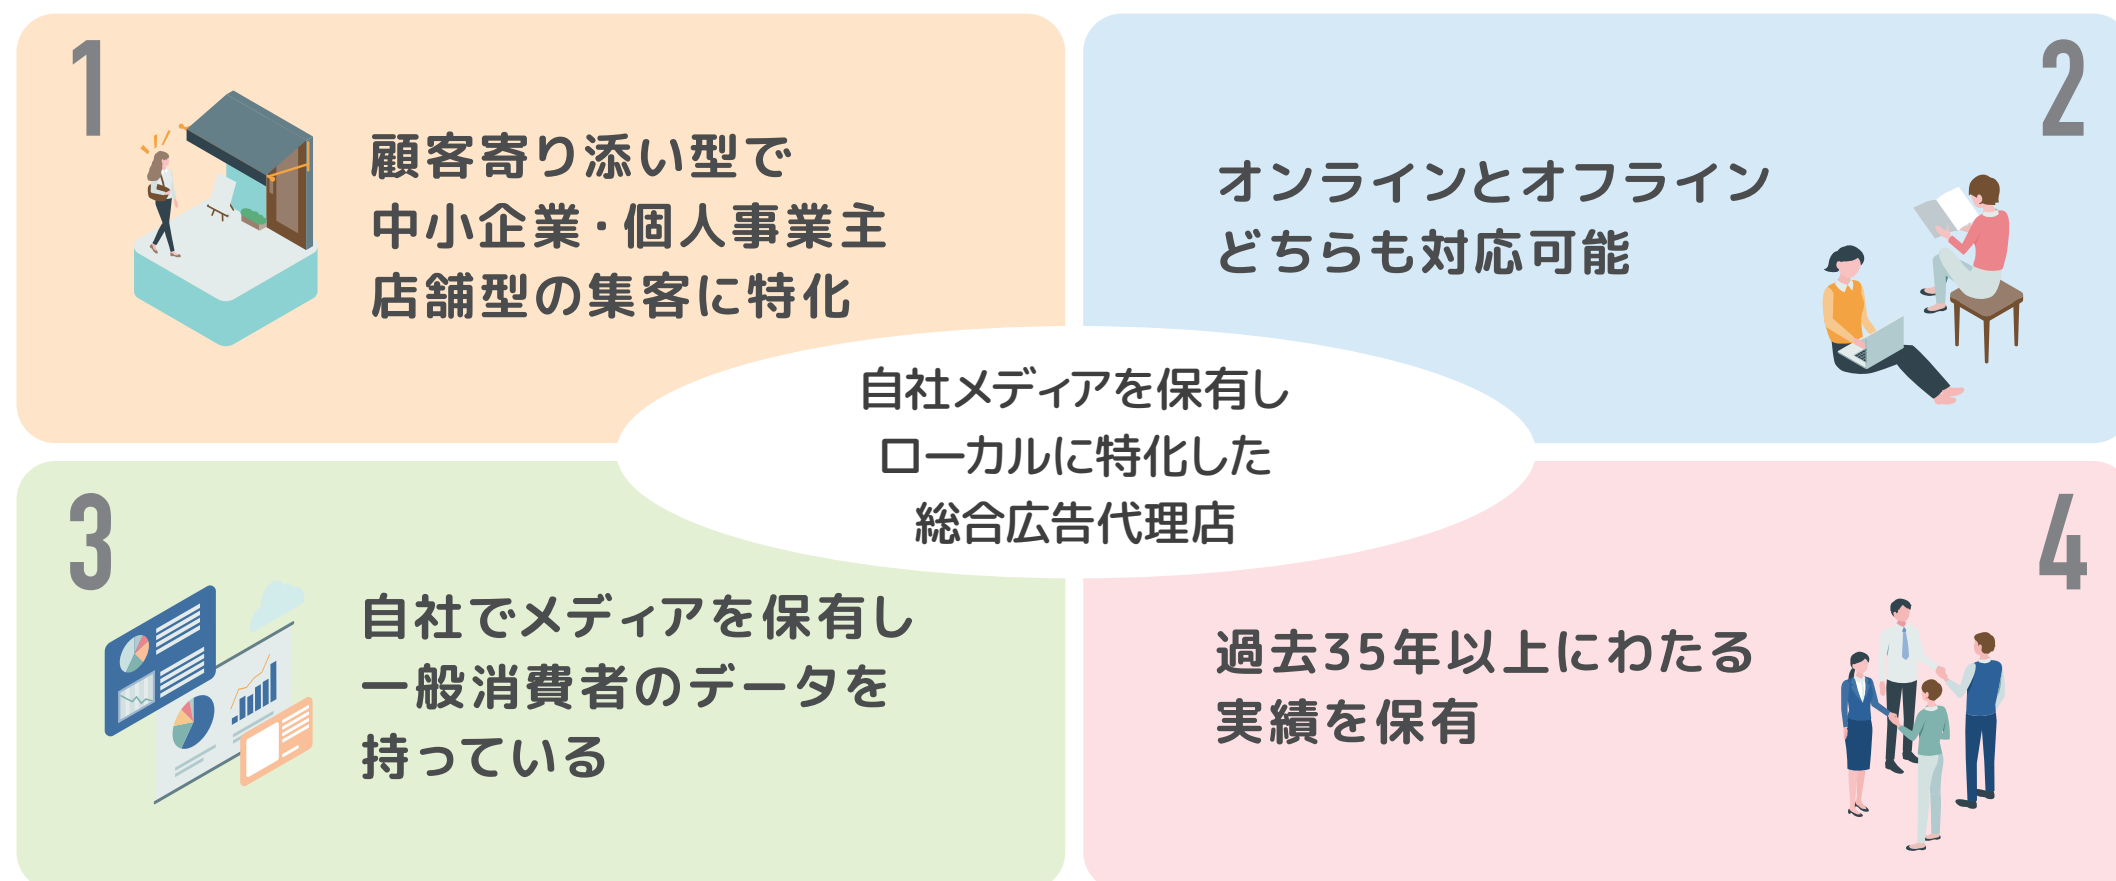 1
顧客寄り添い型で
中小企業・個人事業主
店舗型の集客に特化
2
オンラインとオフライン
どちらも対応可能
自社メディアを保有し
ローカルに特化した
総合広告代理店
3
自社でメディアを保有し
一般消費者のデータを
持っている
4
過去35年以上にわたる
実績を保有